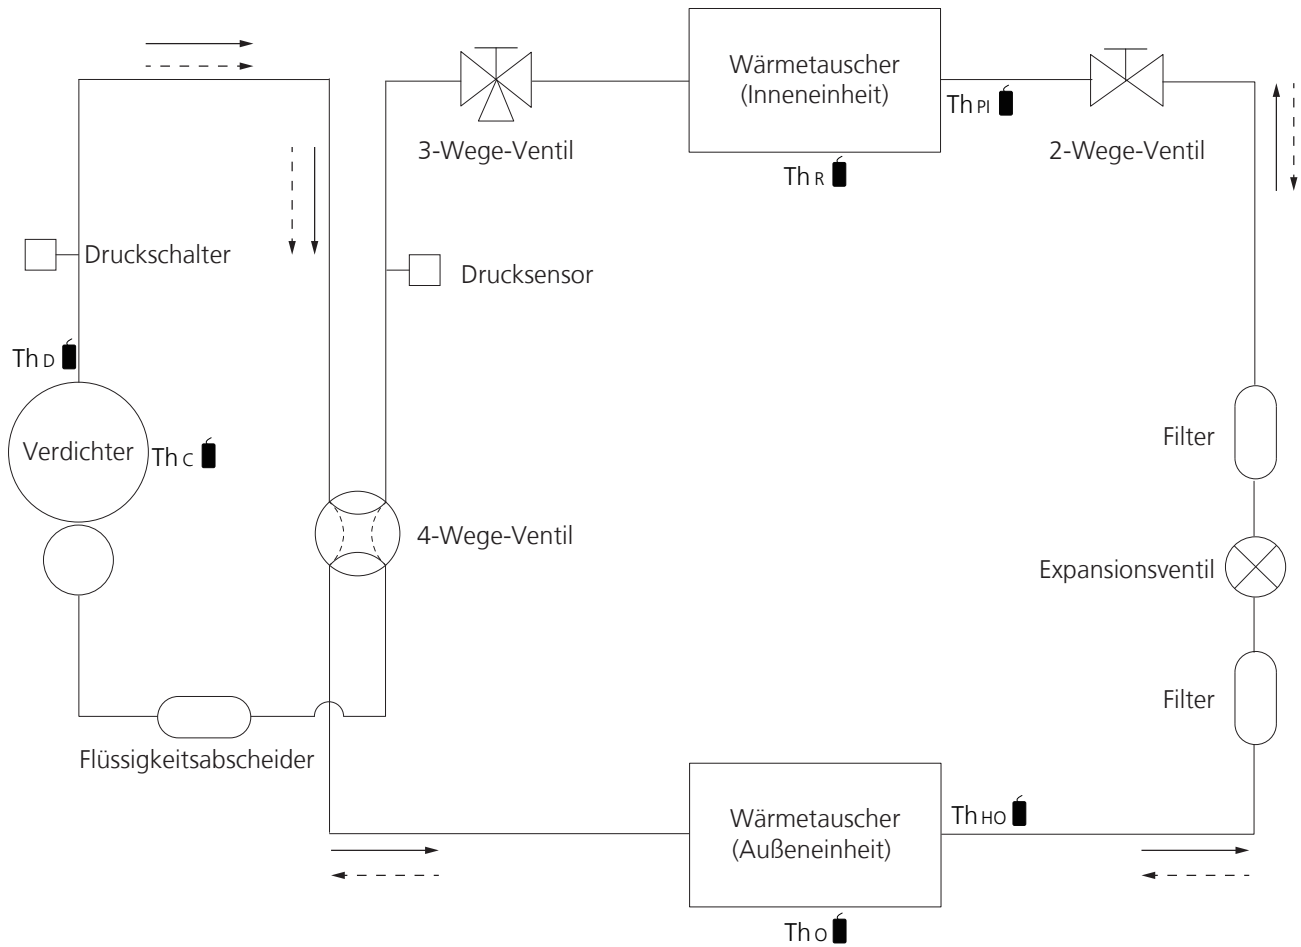 Wärmetauscher
(Inneneinheit)
Th PI
3-Wege-Ventil
2-Wege-Ventil
Th R
Druckschalter
Drucksensor
Th D
Verdichter
Th C
Filter
4-Wege-Ventil
Expansionsventil
Filter
Flüssigkeitsabscheider
Wärmetauscher
(Außeneinheit)
Th HO
Th O